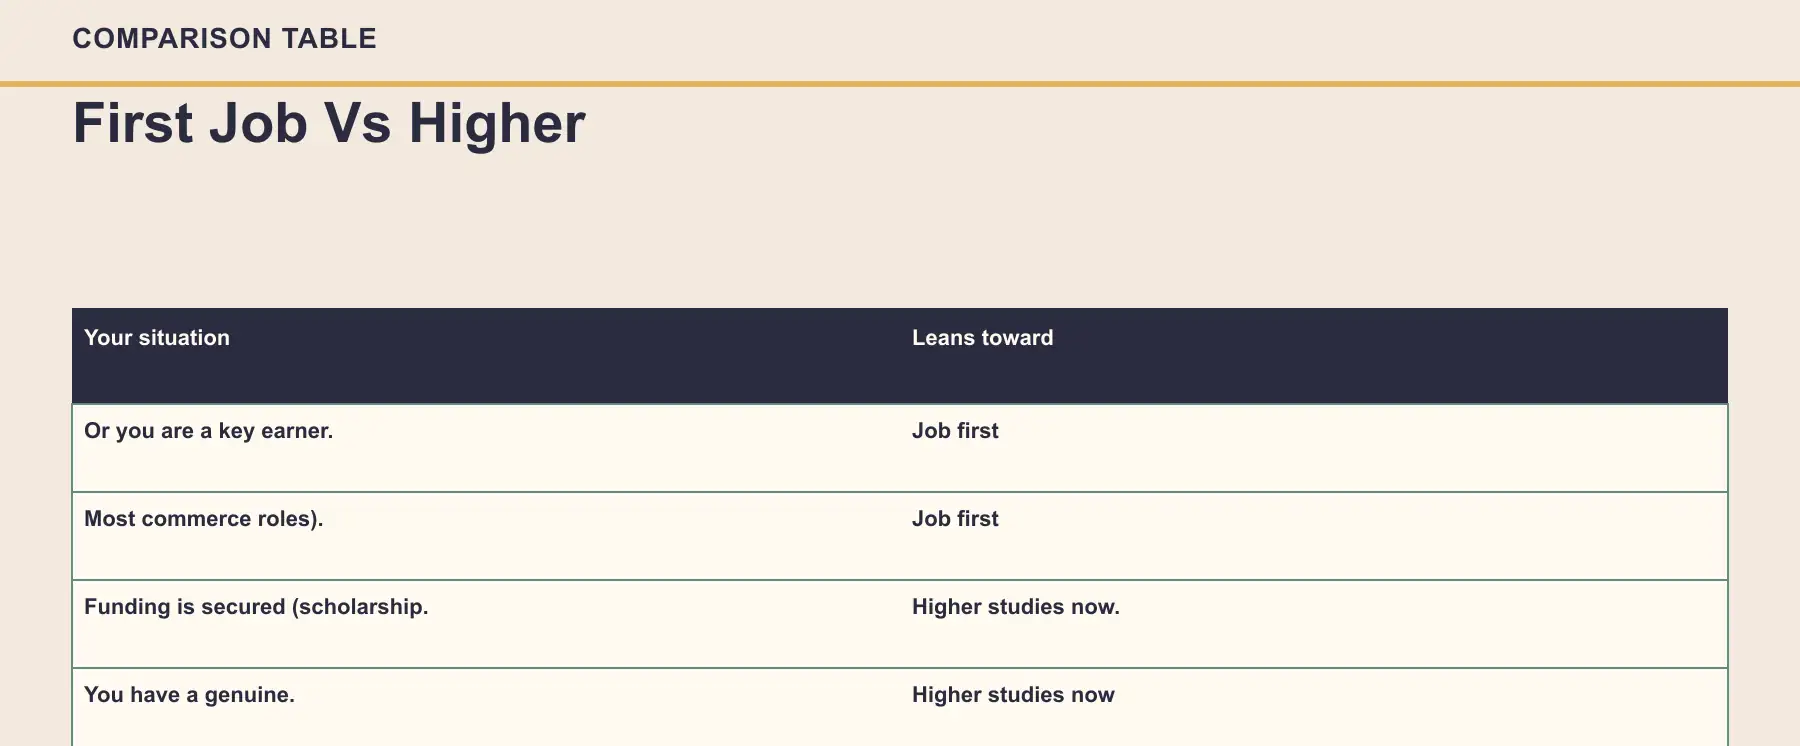 COMPARISON TABLE
First Job Vs Higher
Your situation Leans toward
Or you are a key earner. Job first
Most commerce roles). Job first
Funding is secured (scholarship. Higher studies now.
You have a genuine. Higher studies now